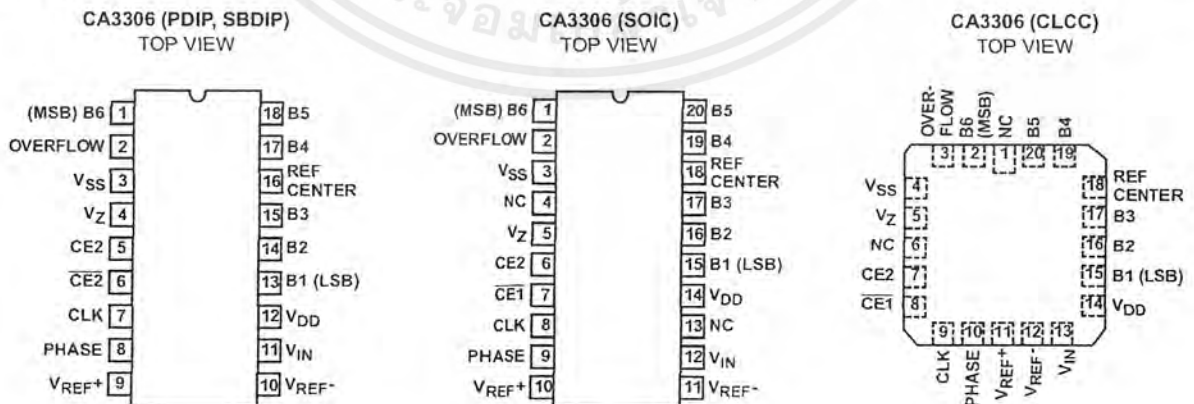 CA3306 (PDIP, SBDIP)
TOP VIEW
(MSB) B6 1
18 B5
OVERFLOW 2
17 B4
VSS 3
16 REF CENTER
VZ 4
15 B3
CE2 5
14 B2
CE2 6
13 B1 (LSB)
CLK 7
12 VDD
PHASE 8
11 VIN
VREF+ 9
10 VREF-
CA3306 (SOIC)
TOP VIEW
(MSB) B6 1
20 B5
OVERFLOW 2
19 B4
VSS 3
18 REF CENTER
NC 4
17 B3
VZ 5
16 B2
CE2 6
15 B1 (LSB)
CE1 7
14 VDD
CLK 8
13 NC
PHASE 9
12 VIN
VREF+ 10
11 VREF-
CA3306 (CLCC)
TOP VIEW
OVER-
FLOW
B6
(MSB)
NC
B5
B4
3 2 1 20 19
VSS 4
18 REF CENTER
VZ 5
17 B3
NC 6
16 B2
CE2 7
15 B1 (LSB)
CE1 8
14 VDD
9 10 11 12 13
CLK
PHASE
VREF+
VREF-
VIN